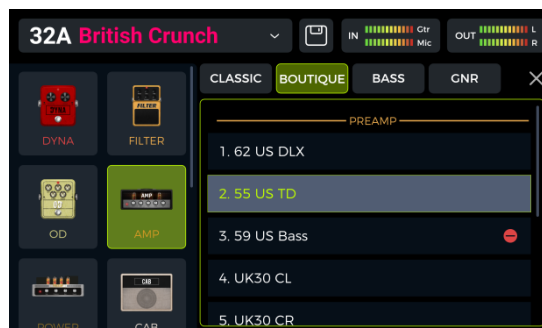 32A British Crunch
IN Gtr Mic
OUT L R
CLASSIC BOUTIQUE BASS GNR
PREAMP
DYNA
DYNA
FILTER
FILTER
1. 62 US DLX
2. 55 US TD
OD
AMP
AMP
3. 59 US Bass
4. UK30 CL
POWER
CAB
CAB
5. UK30 CR